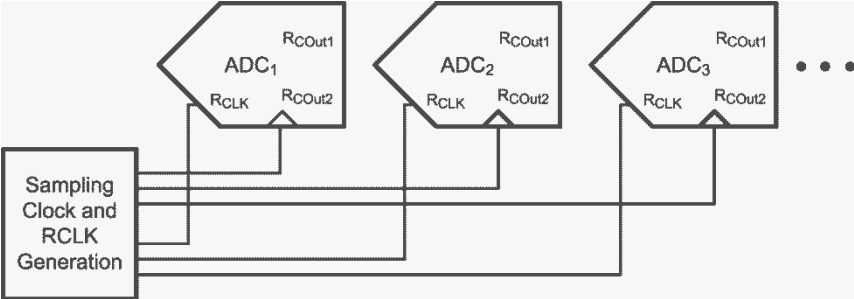 RCOut1
ADC1
RCLK
RCOut2
RCOut1
ADC2
RCLK
RCOut2
RCOut1
ADC3
RCLK
RCOut2
Sampling
Clock and
RCLK
Generation